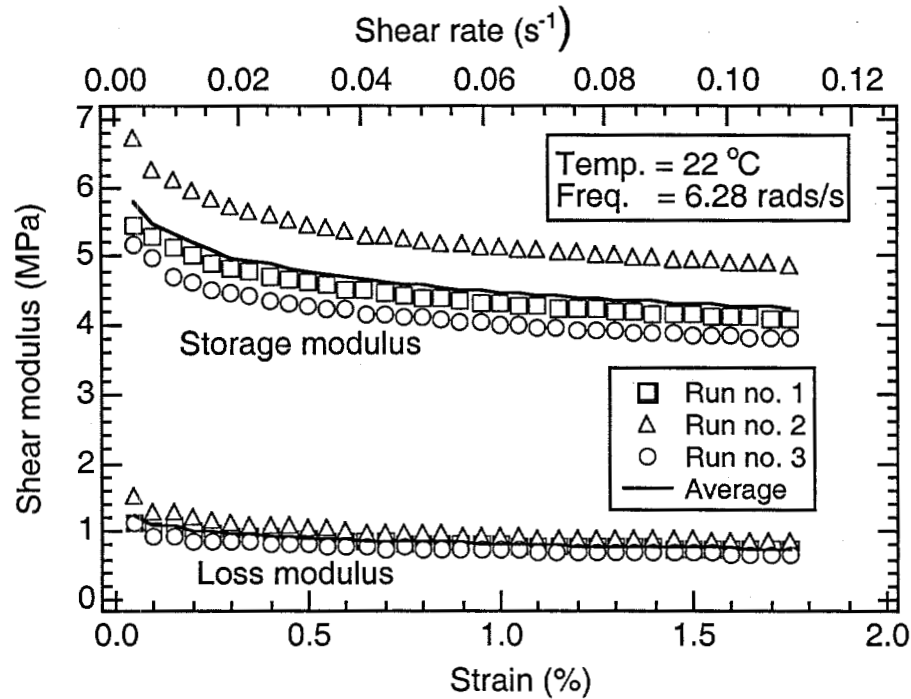 Shear rate (s-1)
0.00 0.02 0.04 0.06 0.08 0.10 0.12
7
6
5
4
3
2
1
0
Shear modulus (MPa)
Temp. = 22 °C
Freq. = 6.28 rads/s
Storage modulus
Run no. 1
Run no. 2
Run no. 3
Average
Loss modulus
0.0 0.5 1.0 1.5 2.0
Strain (%)